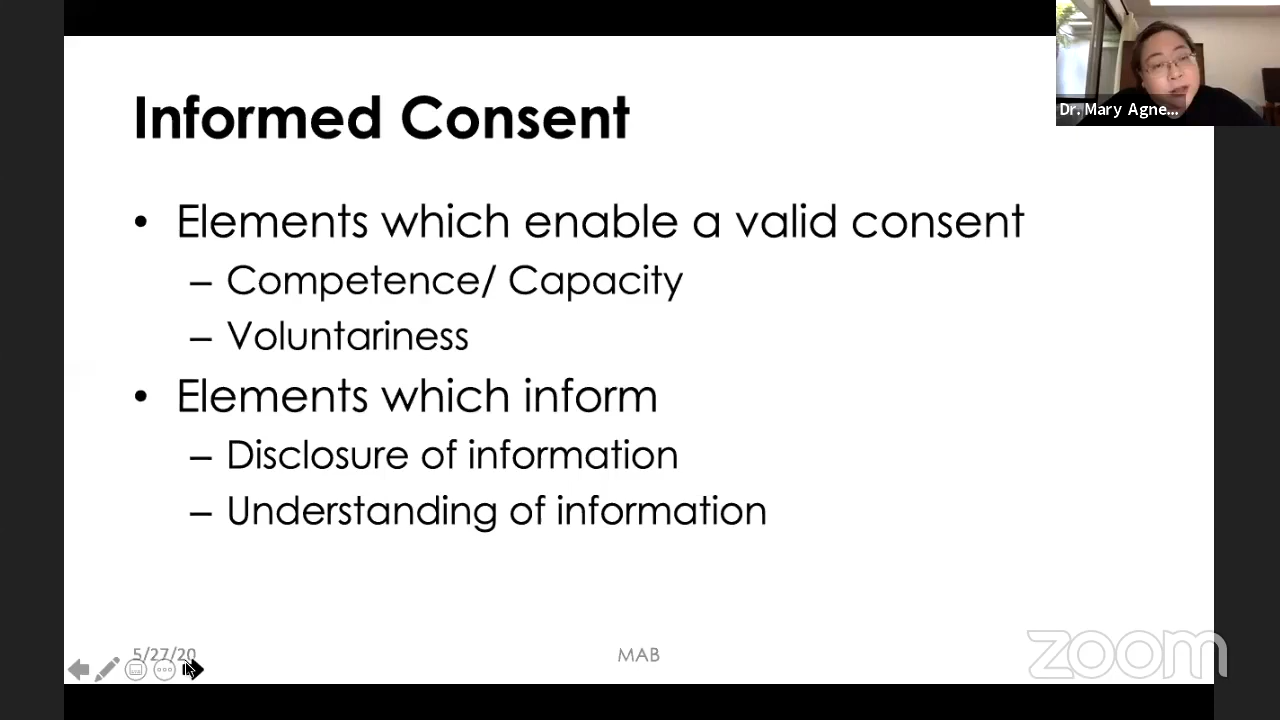 Informed Consent
Dr. Mary Agne...
• Elements which enable a valid consent
– Competence/ Capacity
– Voluntariness
• Elements which inform
– Disclosure of information
– Understanding of information
5/27/20
MAB
zoom